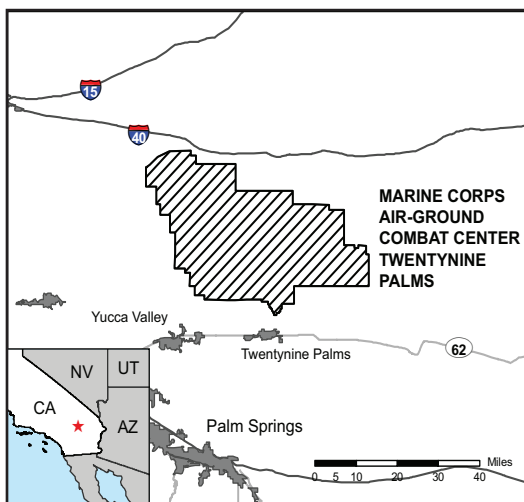 15
40
MARINE CORPS
AIR-GROUND
COMBAT CENTER
TWENTYNINE
PALMS
Yucca Valley
Twentynine Palms
62
NV
UT
CA
AZ
Palm Springs
Miles
0 5 10 20 30 40